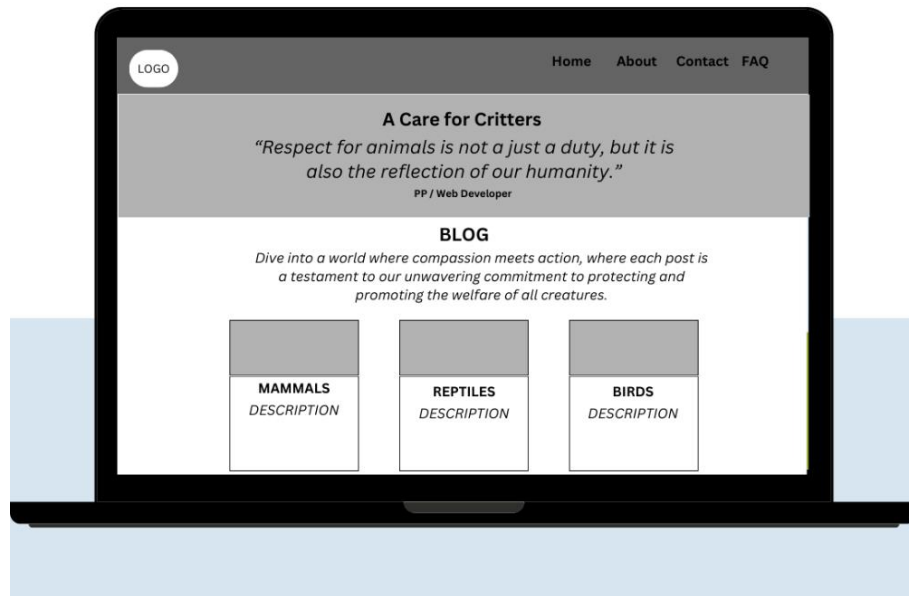 LOGO
Home About Contact FAQ
A Care for Critters
“Respect for animals is not a just a duty, but it is
also the reflection of our humanity.”
PP / Web Developer
BLOG
Dive into a world where compassion meets action, where each post is
a testament to our unwavering commitment to protecting and
promoting the welfare of all creatures.
MAMMALS
DESCRIPTION
REPTILES
DESCRIPTION
BIRDS
DESCRIPTION